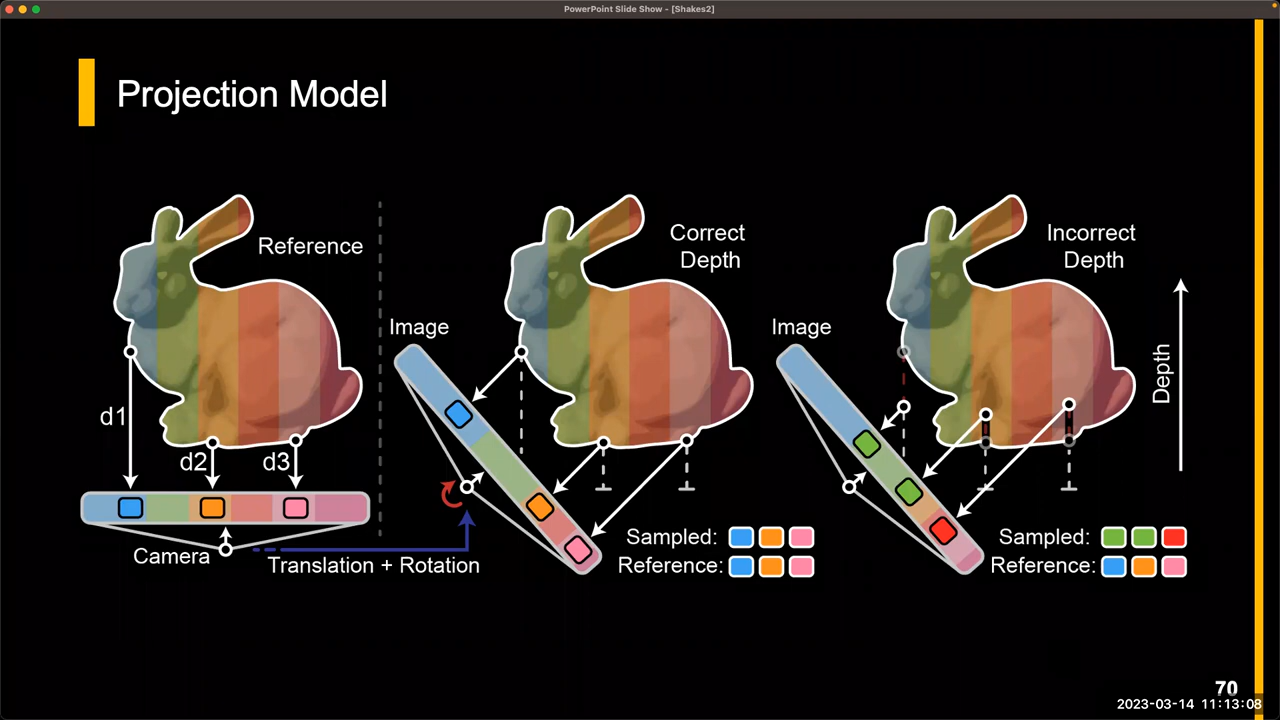 PowerPoint Slide Show - [Shakes2]
Projection Model
Reference
d1
d2
d3
Camera
Translation + Rotation
Image
Correct
Depth
Sampled:
Reference:
Image
Incorrect
Depth
Depth
Sampled:
Reference:
70
2023-03-14 11:13:08